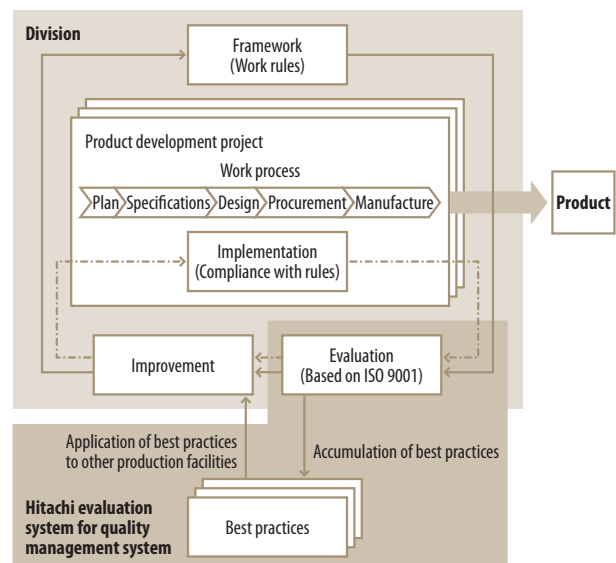 Division
Framework
(Work rules)
Product development project
Work process
Plan Specifications Design Procurement Manufacture
Product
Implementation
(Compliance with rules)
Improvement
Evaluation
(Based on ISO 9001)
Application of best practices
to other production facilities
Accumulation of best practices
Hitachi evaluation
system for quality
management system
Best practices